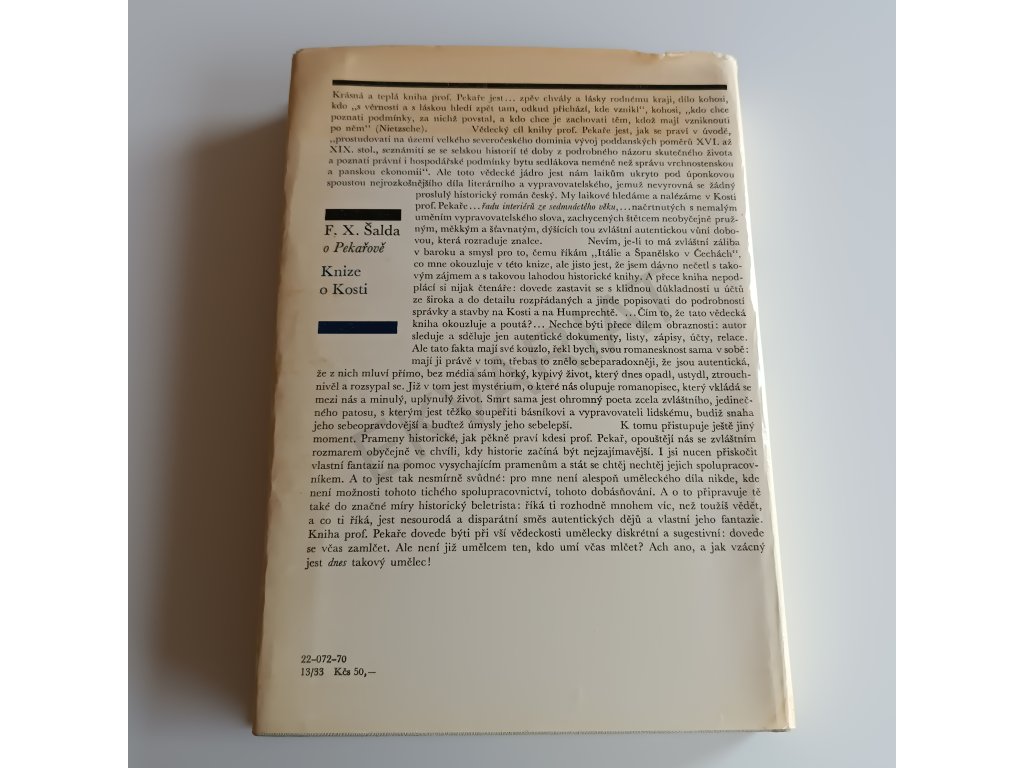 Krásná a teplá kniha prof. Pekaře jest... zpěv chvály a lásky rodnému kraji, dílo kohosi,
kdo „s věrností a s láskou hledí zpět tam, odkud přichází, kde vznikl“, kohosi, „kdo chce
poznati podmínky, za nichž povstal, a kdo chce je zachovati těm, kdož mají vzniknouti
po něm“ (Nietzsche). Vědecký cíl knihy prof. Pekaře jest, jak se praví v úvodě,
„prostudovati na území velkého severočeského dominia vývoj poddanských poměrů XVI. až
XIX. stol., seznámiti se se selskou historií té doby z podrobného názoru skutečného života
a poznati právní i hospodářské podmínky bytu sedlákova neméně než správu vrchnostenskou
a panskou ekonomii“. Ale toto vědecké jádro jest nám laikům ukryto pod úponkovou
spoustou nejrozkošnějšího díla literárního a vypravovatelského, jemuž nevyrovná se žádný
proslulý historický román český. My laikové hledáme a nalézáme v Kosti
prof. Pekaře ...řadu interiérů ze sedmnáctého věku,... načrtnutých s nemalým
uměním vypravovatelského slova, zachycených štětcem neobyčejně pruž-
ným, měkkým a šťavnatým, dýšících tou zvláštní autentickou vůní dobo-
vou, která rozraduje znalce. Nevím, je-li to má zvláštní záliba
v baroku a smysl pro to, čemu říkám „Itálie a Španělsko v Čechách“,
co mne okouzluje v této knize, ale jisto jest, že jsem dávno nečetl s tako-
vým zájmem a s takovou lahodou historické knihy. A přece kniha nepod-
plácí si nijak čtenáře: dovede zastavit se s klidnou důkladností u účtů
ze široka a do detailu rozpřádaných a jinde popisovati do podrobností
správky a stavby na Kosti a na Humprechtě. ...Čím to, že tato vědecká
kniha okouzluje a poutá?... Nechce býti přece dílem obraznosti: autor
sleduje a sděluje jen autentické dokumenty, listy, zápisy, účty, relace.
Ale tato fakta mají své kouzlo, řekl bych, svou romanesknost sama v sobě:
mají ji právě v tom, třebas to znělo sebeparadoxněji, že jsou autentická,
že z nich mluví přímo, bez média sám horký, kypivý život, který dnes opadl, ustydl, ztrouch-
nivěl a rozsypal se. Již v tom jest mystérium, o které nás olupuje romanopisec, který vkládá se
mezi nás a minulý, uplynulý život. Smrt sama jest ohromný poeta zcela zvláštního, jedineč-
ného patosu, s kterým jest těžko soupeřiti básníkovi a vypravovateli lidskému, budiž snaha
jeho sebeopravdovější a buďtež úmysly jeho sebelepší. K tomu přistupuje ještě jiný
moment. Prameny historické, jak pěkně praví kdesi prof. Pekař, opouštějí nás se zvláštním
rozmarem obyčejně ve chvíli, kdy historie začíná být nejzajímavější. I jsi nucen přiskočit
vlastní fantazií na pomoc vysychajícím pramenům a stát se chtěj nechtěj jejich spolupracov-
níkem. A to jest tak nesmírně svůdné: pro mne není alespoň uměleckého díla nikde, kde
není možnosti tohoto tichého spolupracovnictví, tohoto dobásňování. A o to připravuje tě
také do značné míry historický beletrista: říká ti rozhodně mnohem víc, než toužíš vědět,
a co ti říká, jest nesourodá a disparátní směs autentických dějů a vlastní jeho fantazie.
Kniha prof. Pekaře dovede býti při vší vědeckosti umělecky diskrétní a sugestivní: dovede
se včas zamlčet. Ale není již umělcem ten, kdo umí včas mlčet? Ach ano, a jak vzácný
jest dnes takový umělec!
F. X. Šalda
o Pekařově
Knize
o Kosti
22-072-70
13/33 Kčs 50,—